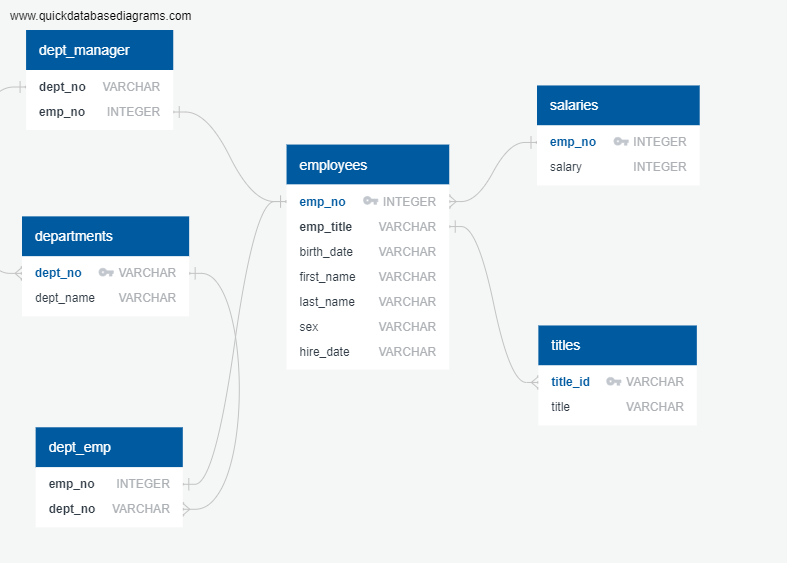 www.quickdatabasediagrams.com
dept_manager
dept_no VARCHAR
emp_no INTEGER
departments
dept_no VARCHAR
dept_name VARCHAR
dept_emp
emp_no INTEGER
dept_no VARCHAR
employees
emp_no INTEGER
emp_title VARCHAR
birth_date VARCHAR
first_name VARCHAR
last_name VARCHAR
sex VARCHAR
hire_date VARCHAR
salaries
emp_no INTEGER
salary INTEGER
titles
title_id VARCHAR
title VARCHAR